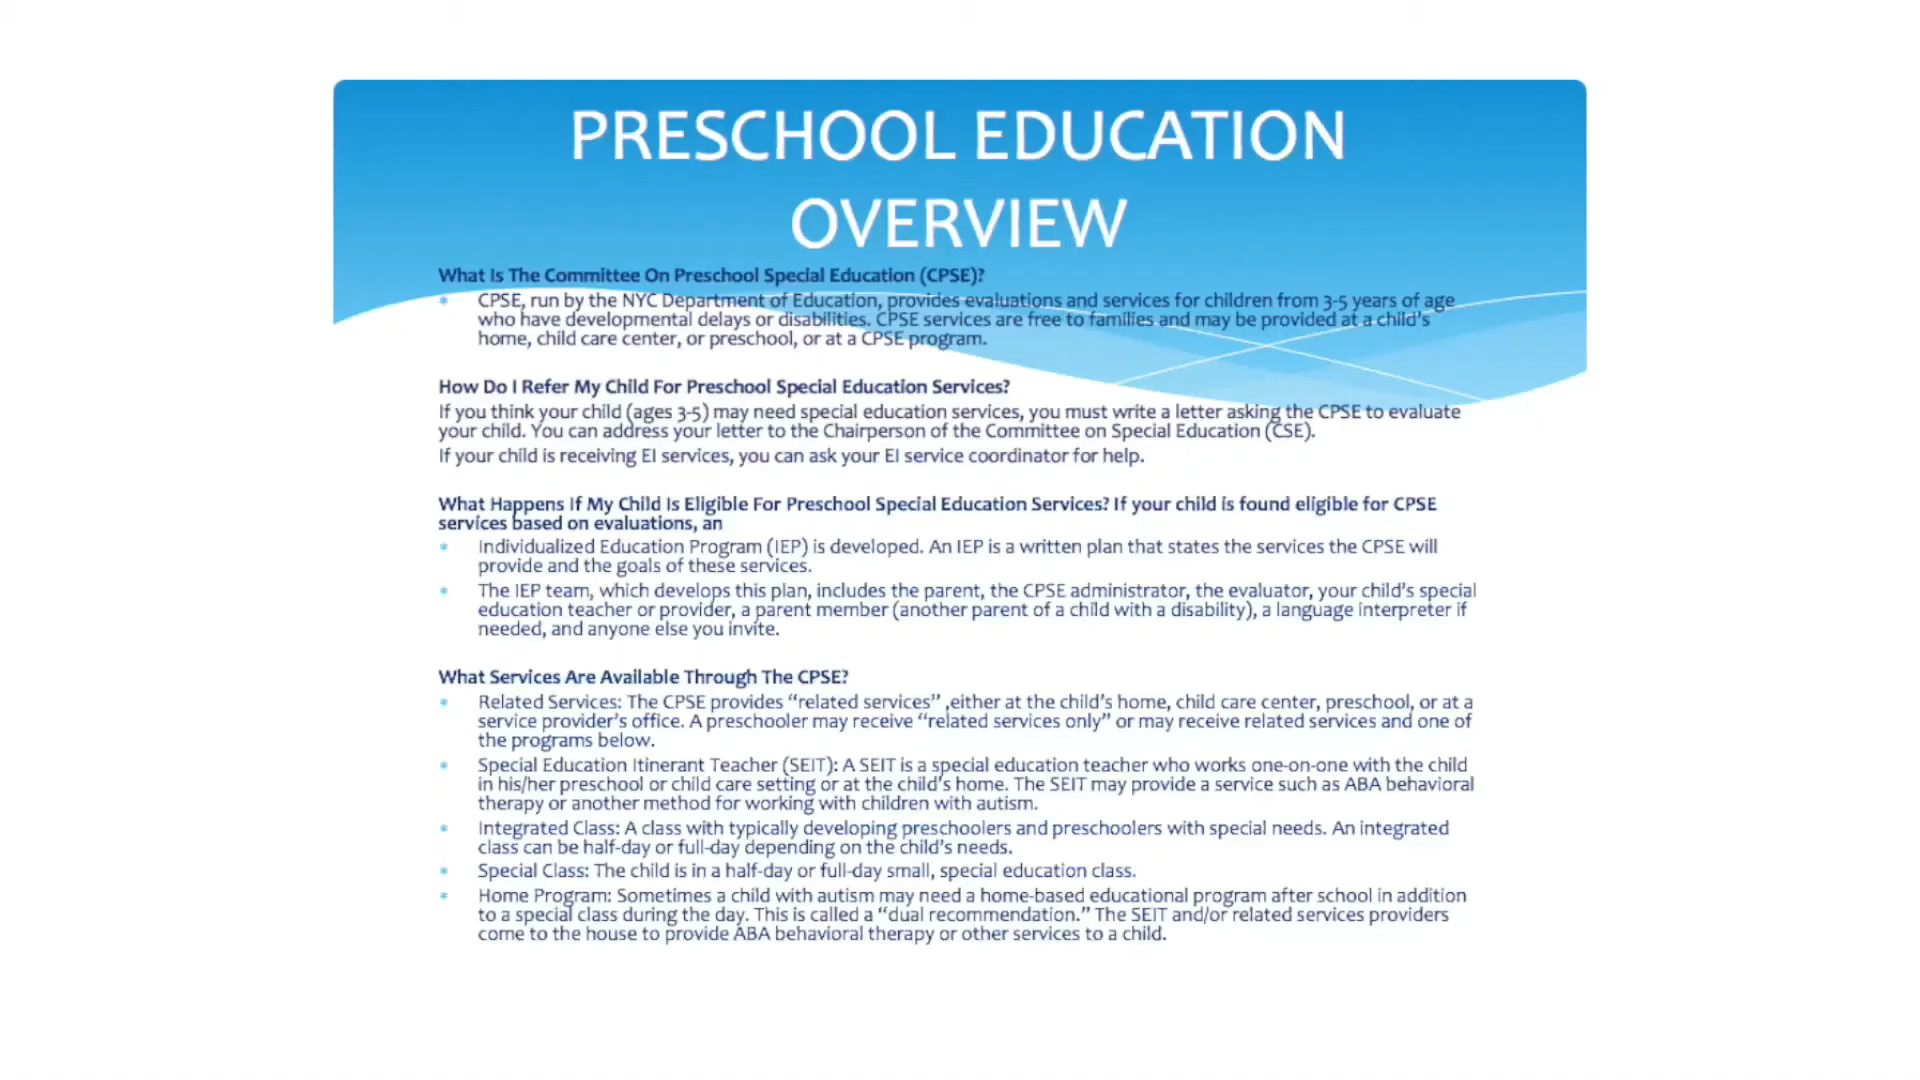 PRESCHOOL EDUCATION
OVERVIEW
What Is The Committee On Preschool Special Education (CPSE)?
* CPSE, run by the NYC Department of Education, provides evaluations and services for children from 3-5 years of age
who have developmental delays or disabilities. CPSE services are free to families and may be provided at a child's
home, child care center, or preschool, or at a CPSE program.
How Do I Refer My Child For Preschool Special Education Services?
If you think your child (ages 3-5) may need special education services, you must write a letter asking the CPSE to evaluate
your child. You can address your letter to the Chairperson of the Committee on Special Education (CSE).
If your child is receiving EI services, you can ask your EI service coordinator for help.
What Happens If My Child Is Eligible For Preschool Special Education Services? If your child is found eligible for CPSE
services based on evaluations, an
* Individualized Education Program (IEP) is developed. An IEP is a written plan that states the services the CPSE will
provide and the goals of these services.
* The IEP team, which develops this plan, includes the parent, the CPSE administrator, the evaluator, your child's special
education teacher or provider, a parent member (another parent of a child with a disability), a language interpreter if
needed, and anyone else you invite.
What Services Are Available Through The CPSE?
* Related Services: The CPSE provides “related services” ,either at the child's home, child care center, preschool, or at a
service provider's office. A preschooler may receive “related services only” or may receive related services and one of
the programs below.
* Special Education Itinerant Teacher (SEIT): A SEIT is a special education teacher who works one-on-one with the child
in his/her preschool or child care setting or at the child's home. The SEIT may provide a service such as ABA behavioral
therapy or another method for working with children with autism.
* Integrated Class: A class with typically developing preschoolers and preschoolers with special needs. An integrated
class can be half-day or full-day depending on the child's needs.
* Special Class: The child is in a half-day or full-day small, special education class.
* Home Program: Sometimes a child with autism may need a home-based educational program after school in addition
to a special class during the day. This is called a “dual recommendation.” The SEIT and/or related services providers
come to the house to provide ABA behavioral therapy or other services to a child.